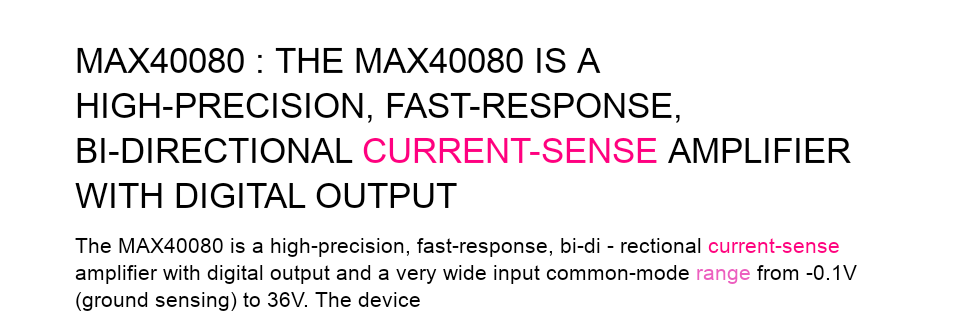 MAX40080 : THE MAX40080 IS A
HIGH-PRECISION, FAST-RESPONSE,
BI-DIRECTIONAL CURRENT-SENSE AMPLIFIER
WITH DIGITAL OUTPUT
The MAX40080 is a high-precision, fast-response, bi-di - rectional current-sense
amplifier with digital output and a very wide input common-mode range from -0.1V
(ground sensing) to 36V. The device